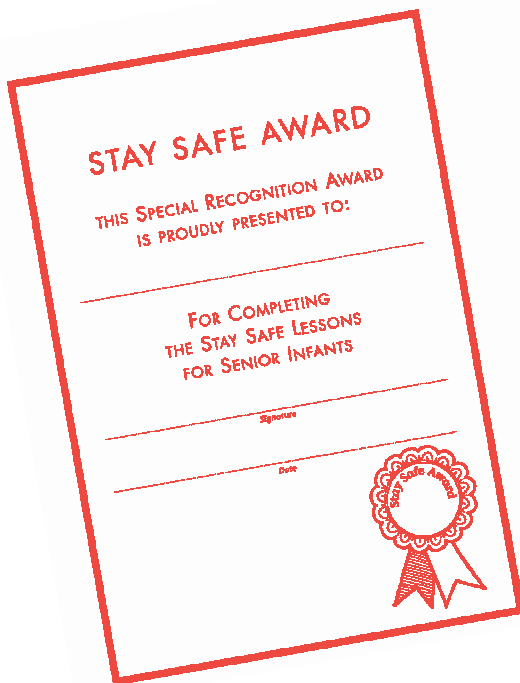 STAY SAFE AWARD
THIS SPECIAL RECOGNITION AWARD
IS PROUDLY PRESENTED TO:
FOR COMPLETING
THE STAY SAFE LESSONS
FOR SENIOR INFANTS
Signature
Date
Stay Safe Award